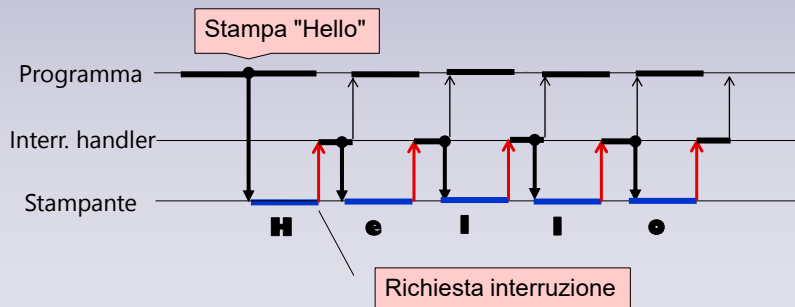 Stampa "Hello"
Programma
Interr. handler
Stampante
H e l l o
Richiesta interruzione